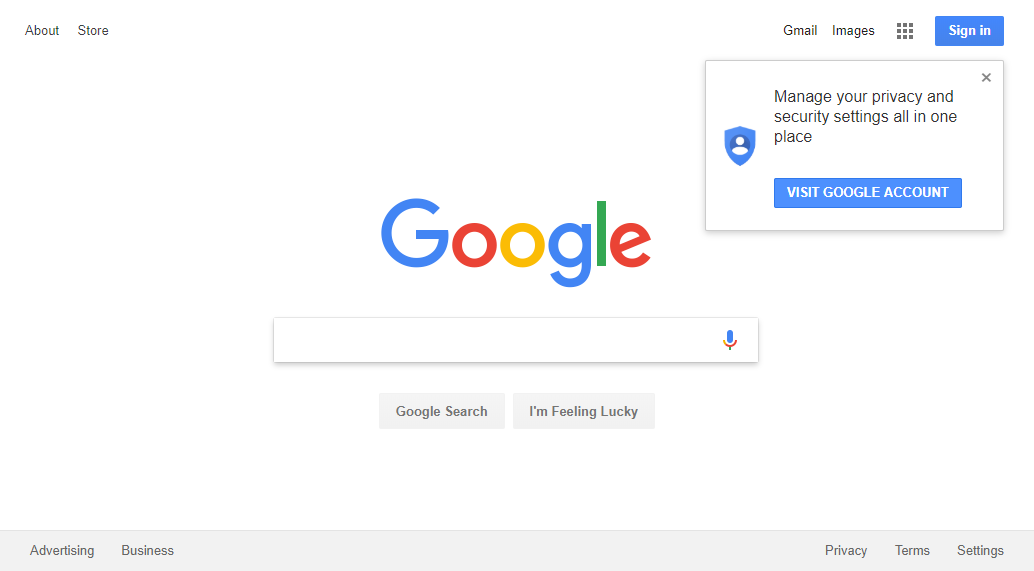 About Store Gmail Images Sign in
Manage your privacy and
security settings all in one
place
VISIT GOOGLE ACCOUNT
Google
Google Search I'm Feeling Lucky
Advertising Business Privacy Terms Settings